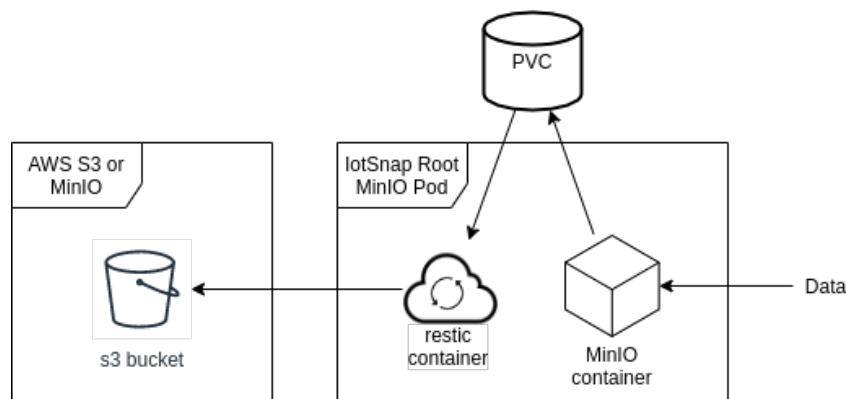 PVC
AWS S3 or
MinIO
IotSnap Root
MinIO Pod
Data
restic
container
s3 bucket
MinIO
container